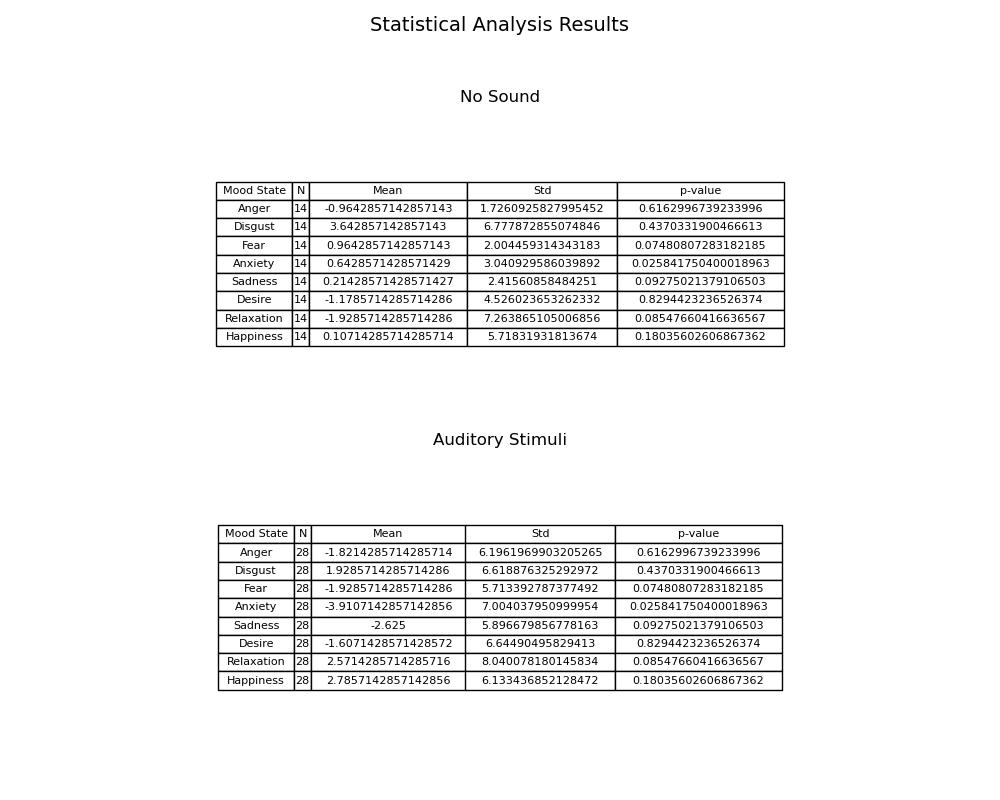 Statistical Analysis Results
No Sound
Mood State N Mean Std p-value
Anger 14 -0.9642857142857143 1.7260925827995452 0.6162996739233996
Disgust 14 3.642857142857143 6.777872855074846 0.4370331900466613
Fear 14 0.9642857142857143 2.004459314343183 0.07480807283182185
Anxiety 14 0.6428571428571429 3.040929586039892 0.025841750400018963
Sadness 14 0.21428571428571427 2.41560858484251 0.09275021379106503
Desire 14 -1.1785714285714286 4.526023653262332 0.8294423236526374
Relaxation 14 -1.9285714285714286 7.263865105006856 0.08547660416636567
Happiness 14 0.10714285714285714 5.71831931813674 0.18035602606867362
Auditory Stimuli
Mood State N Mean Std p-value
Anger 28 -1.8214285714285714 6.1961969903205265 0.6162996739233996
Disgust 28 1.9285714285714286 6.618876325292972 0.4370331900466613
Fear 28 -1.9285714285714286 5.713392787377492 0.07480807283182185
Anxiety 28 -3.9107142857142856 7.004037950999954 0.025841750400018963
Sadness 28 -2.625 5.896679856778163 0.09275021379106503
Desire 28 -1.6071428571428572 6.64490495829413 0.8294423236526374
Relaxation 28 2.5714285714285716 8.040078180145834 0.08547660416636567
Happiness 28 2.7857142857142856 6.133436852128472 0.18035602606867362